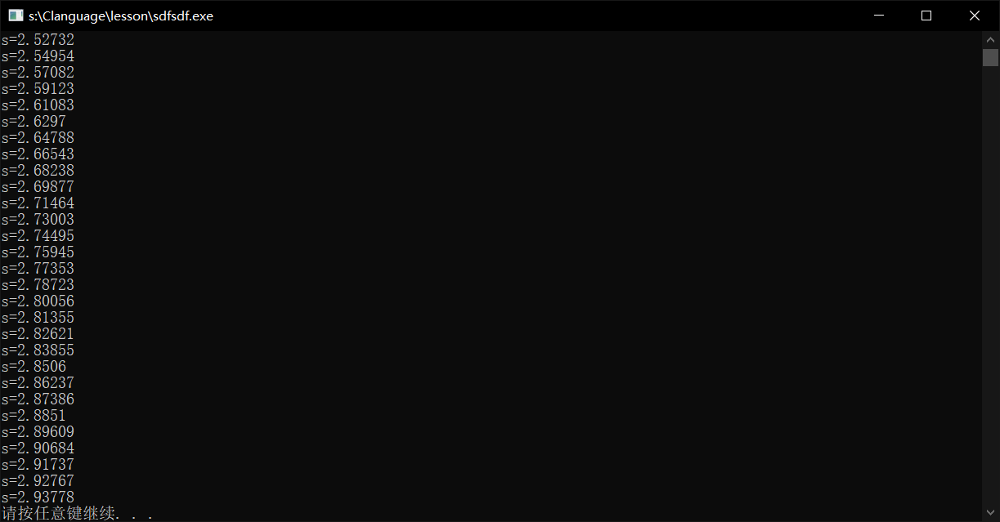 s:\Clanguage\lesson\sdfsdf.exe
s=2.52732
s=2.54954
s=2.57082
s=2.59123
s=2.61083
s=2.6297
s=2.64788
s=2.66543
s=2.68238
s=2.69877
s=2.71464
s=2.73003
s=2.74495
s=2.75945
s=2.77353
s=2.78723
s=2.80056
s=2.81355
s=2.82621
s=2.83855
s=2.8506
s=2.86237
s=2.87386
s=2.8851
s=2.89609
s=2.90684
s=2.91737
s=2.92767
s=2.93778
请按任意键继续. . .